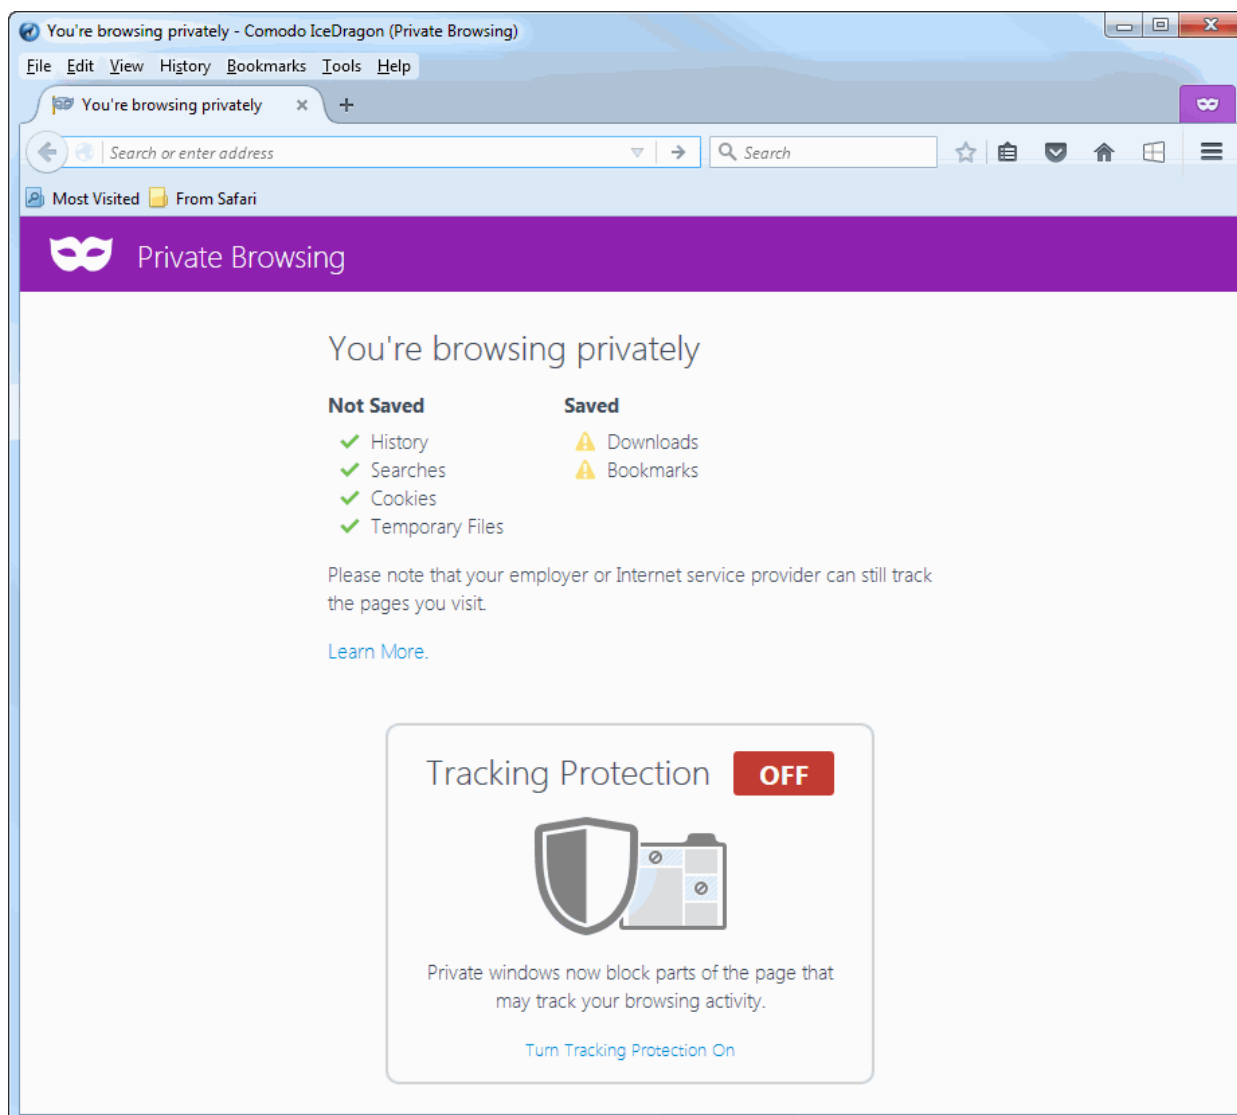 You're browsing privately - Comodo IceDragon (Private Browsing)
File Edit View History Bookmarks Tools Help
You're browsing privately
Search or enter address
Search
Most Visited From Safari
Private Browsing
You're browsing privately
Not Saved Saved
History Downloads
Searches Bookmarks
Cookies
Temporary Files
Please note that your employer or Internet service provider can still track
the pages you visit.
Learn More.
Tracking Protection OFF
Private windows now block parts of the page that
may track your browsing activity.
Turn Tracking Protection On